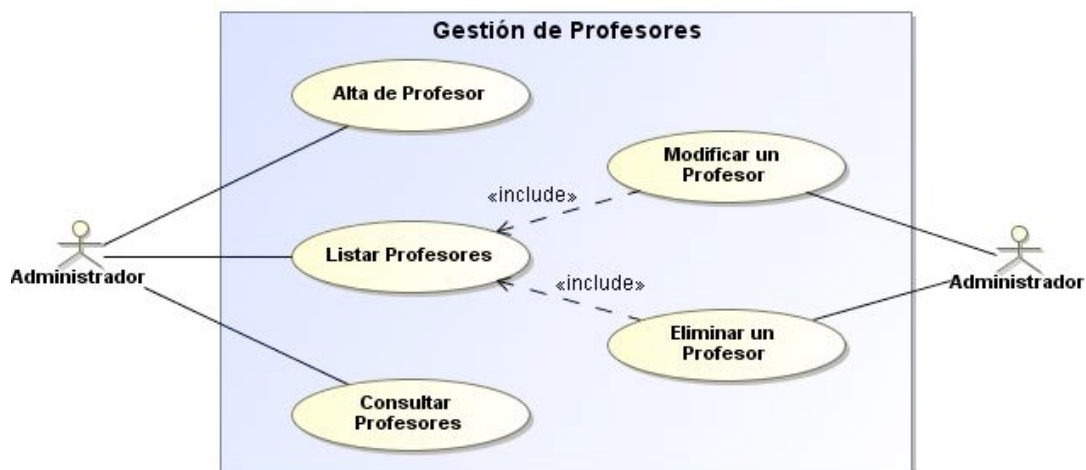 Gestión de Profesores
Alta de Profesor
Modificar un
Profesor
«include»
Listar Profesores
Administrador
Administrador
«include»
Eliminar un
Profesor
Consultar
Profesores